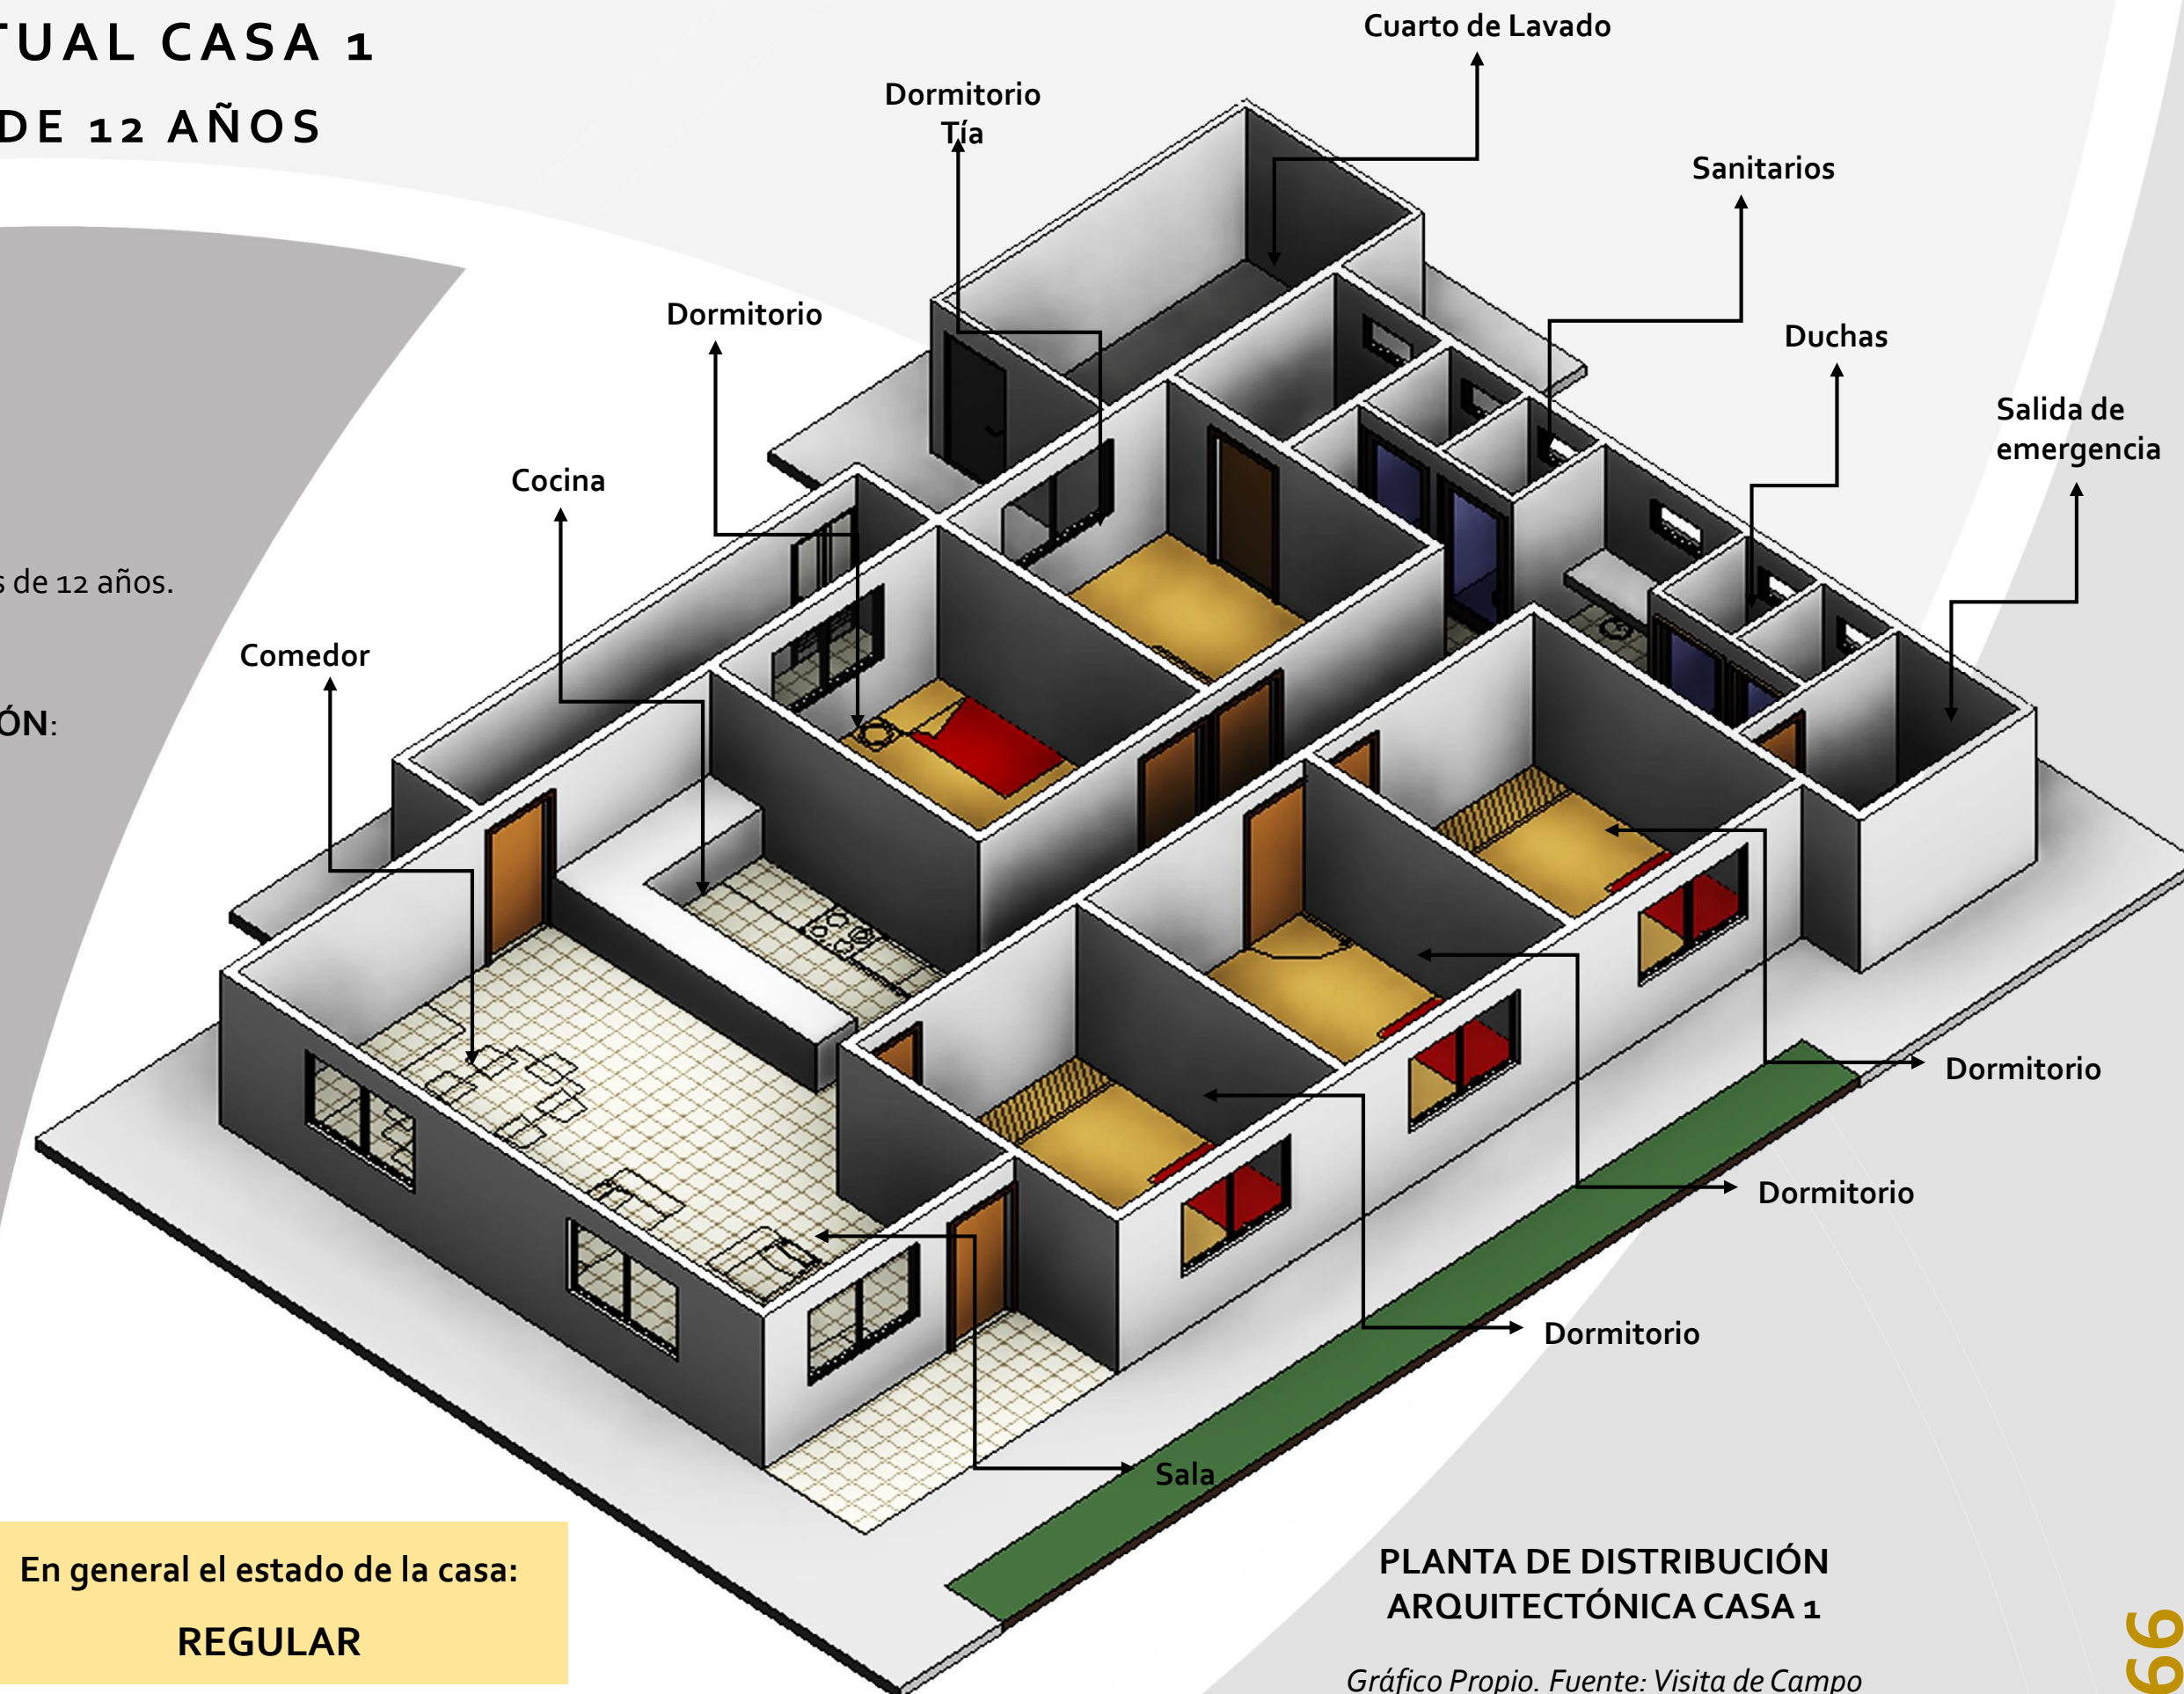 TUAL CASA 1
DE 12 AÑOS
Cuarto de Lavado
Dormitorio
Tía
Sanitarios
Dormitorio
Duchas
Salida de
emergencia
Cocina
s de 12 años.
Comedor
ÓN:
Dormitorio
Dormitorio
Dormitorio
Sala
En general el estado de la casa:
REGULAR
PLANTA DE DISTRIBUCIÓN
ARQUITECTÓNICA CASA 1
Gráfico Propio. Fuente: Visita de Campo
99